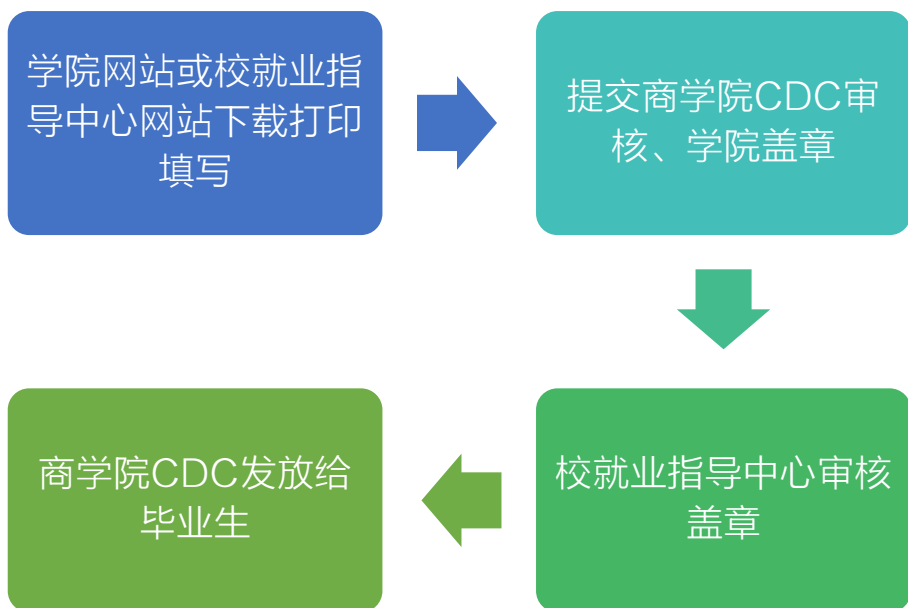 学院网站或校就业指
导中心网站下载打印
填写
提交商学院CDC审
核、学院盖章
校就业指导中心审核
盖章
商学院CDC发放给
毕业生